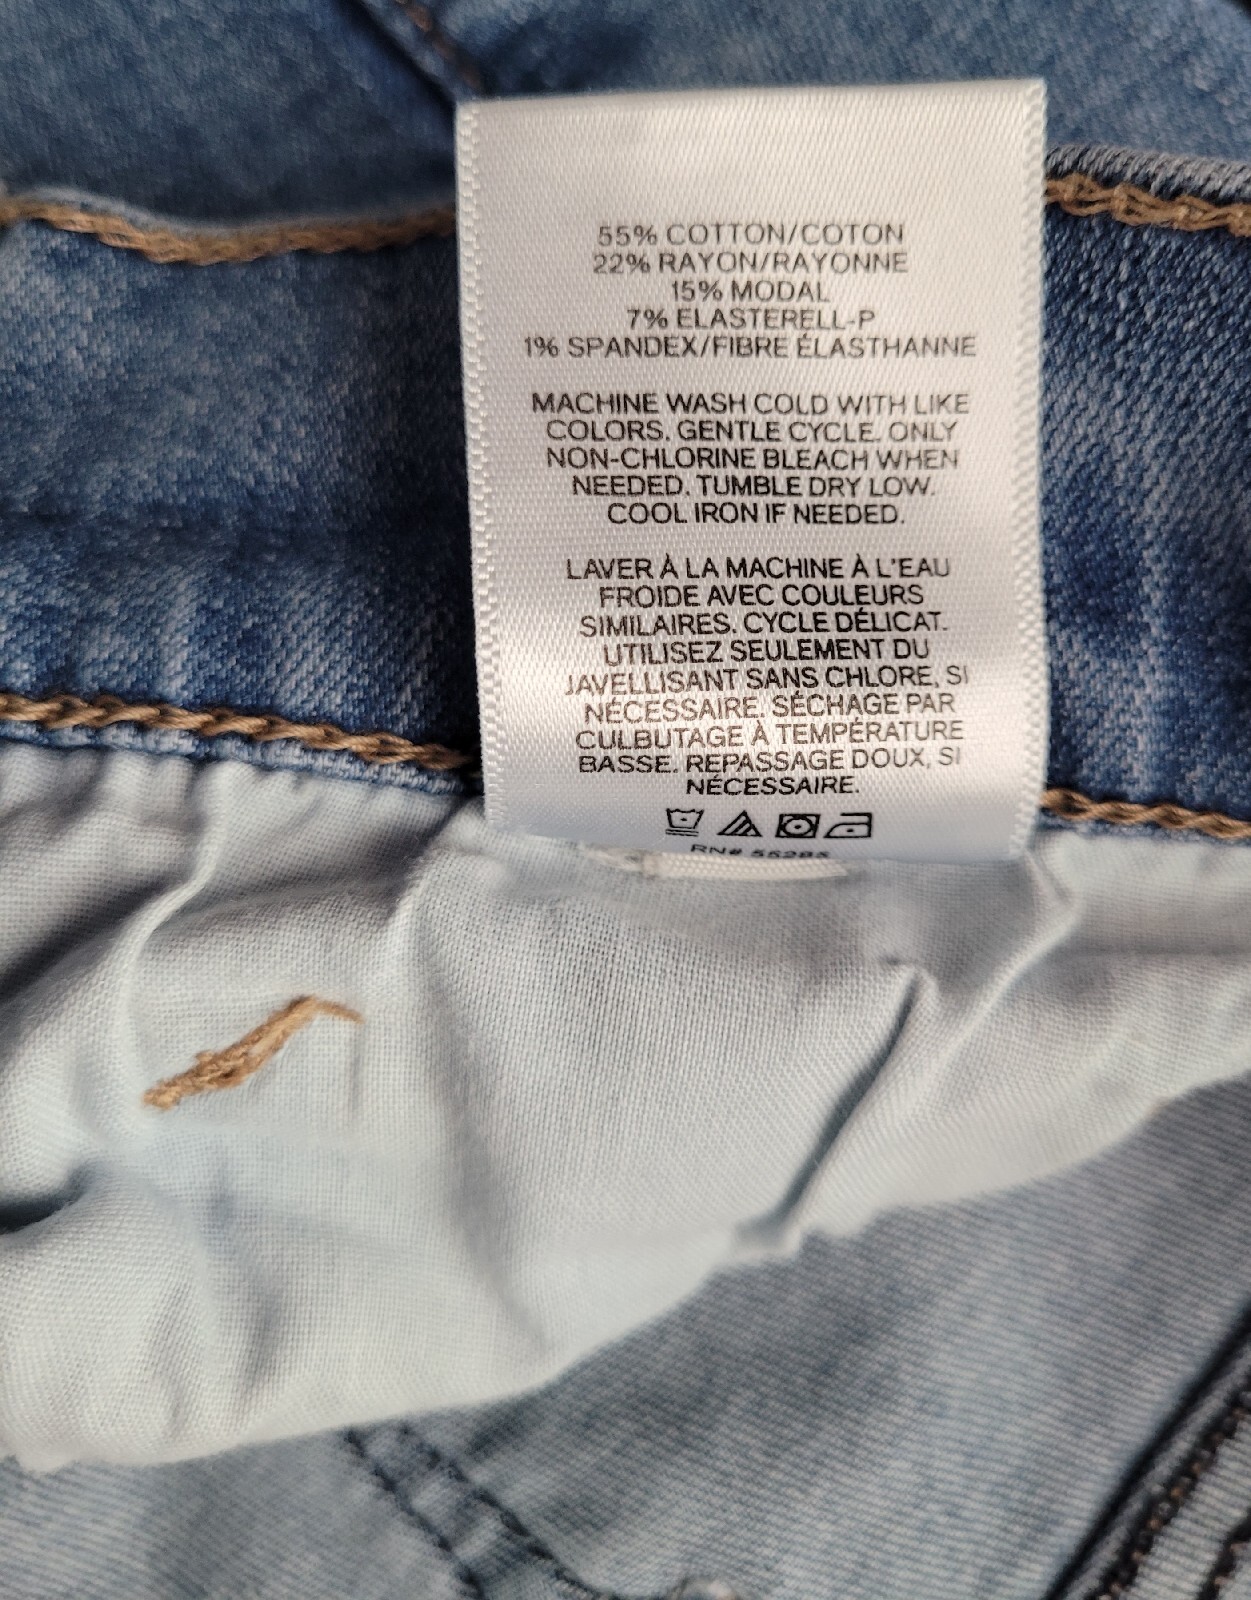 55% COTTON/COTON
22% RAYON/RAYONNE
15% MODAL
7% ELASTERELL-P
1% SPANDEX/FIBRE ÉLASTHANNE
MACHINE WASH COLD WITH LIKE
COLORS. GENTLE CYCLE. ONLY
NON-CHLORINE BLEACH WHEN
NEEDED. TUMBLE DRY LOW.
COOL IRON IF NEEDED.
LAVER À LA MACHINE À L'EAU
FROIDE AVEC COULEURS
SIMILAIRES. CYCLE DÉLICAT.
UTILISEZ SEULEMENT DU
JAVELLISANT SANS CHLORE, SI
NÉCESSAIRE. SÉCHAGE PAR
CULBUTAGE À TEMPÉRATURE
BASSE. REPASSAGE DOUX, SI
NÉCESSAIRE.
RN# 55285